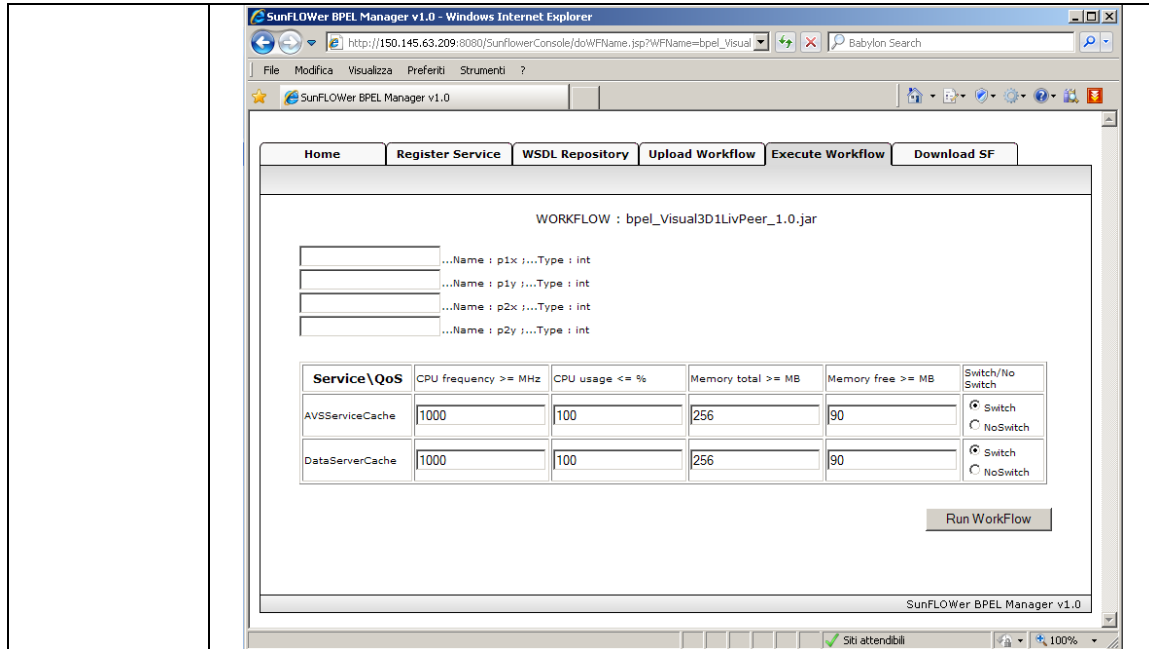 SunFLOWer BPEL Manager v1.0 - Windows Internet Explorer
http://150.145.63.209:8080/SunflowerConsole/doWFName.jsp?WFName=bpel_Visual
Babylon Search
File Modifica Visualizza Preferiti Strumenti ?
SunFLOWer BPEL Manager v1.0
Home Register Service WSDL Repository Upload Workflow Execute Workflow Download SF
WORKFLOW : bpel_Visual3D1LivPeer_1.0.jar
...Name : p1x ;...Type : int
...Name : p1y ;...Type : int
...Name : p2x ;...Type : int
...Name : p2y ;...Type : int
Service\QoS CPU frequency >= MHz CPU usage <= % Memory total >= MB Memory free >= MB Switch/No Switch
AVSServiceCache 1000 100 256 90 Switch
NoSwitch
DataServerCache 1000 100 256 90 Switch
NoSwitch
Run WorkFlow
SunFLOWer BPEL Manager v1.0
Siti attendibili 100%